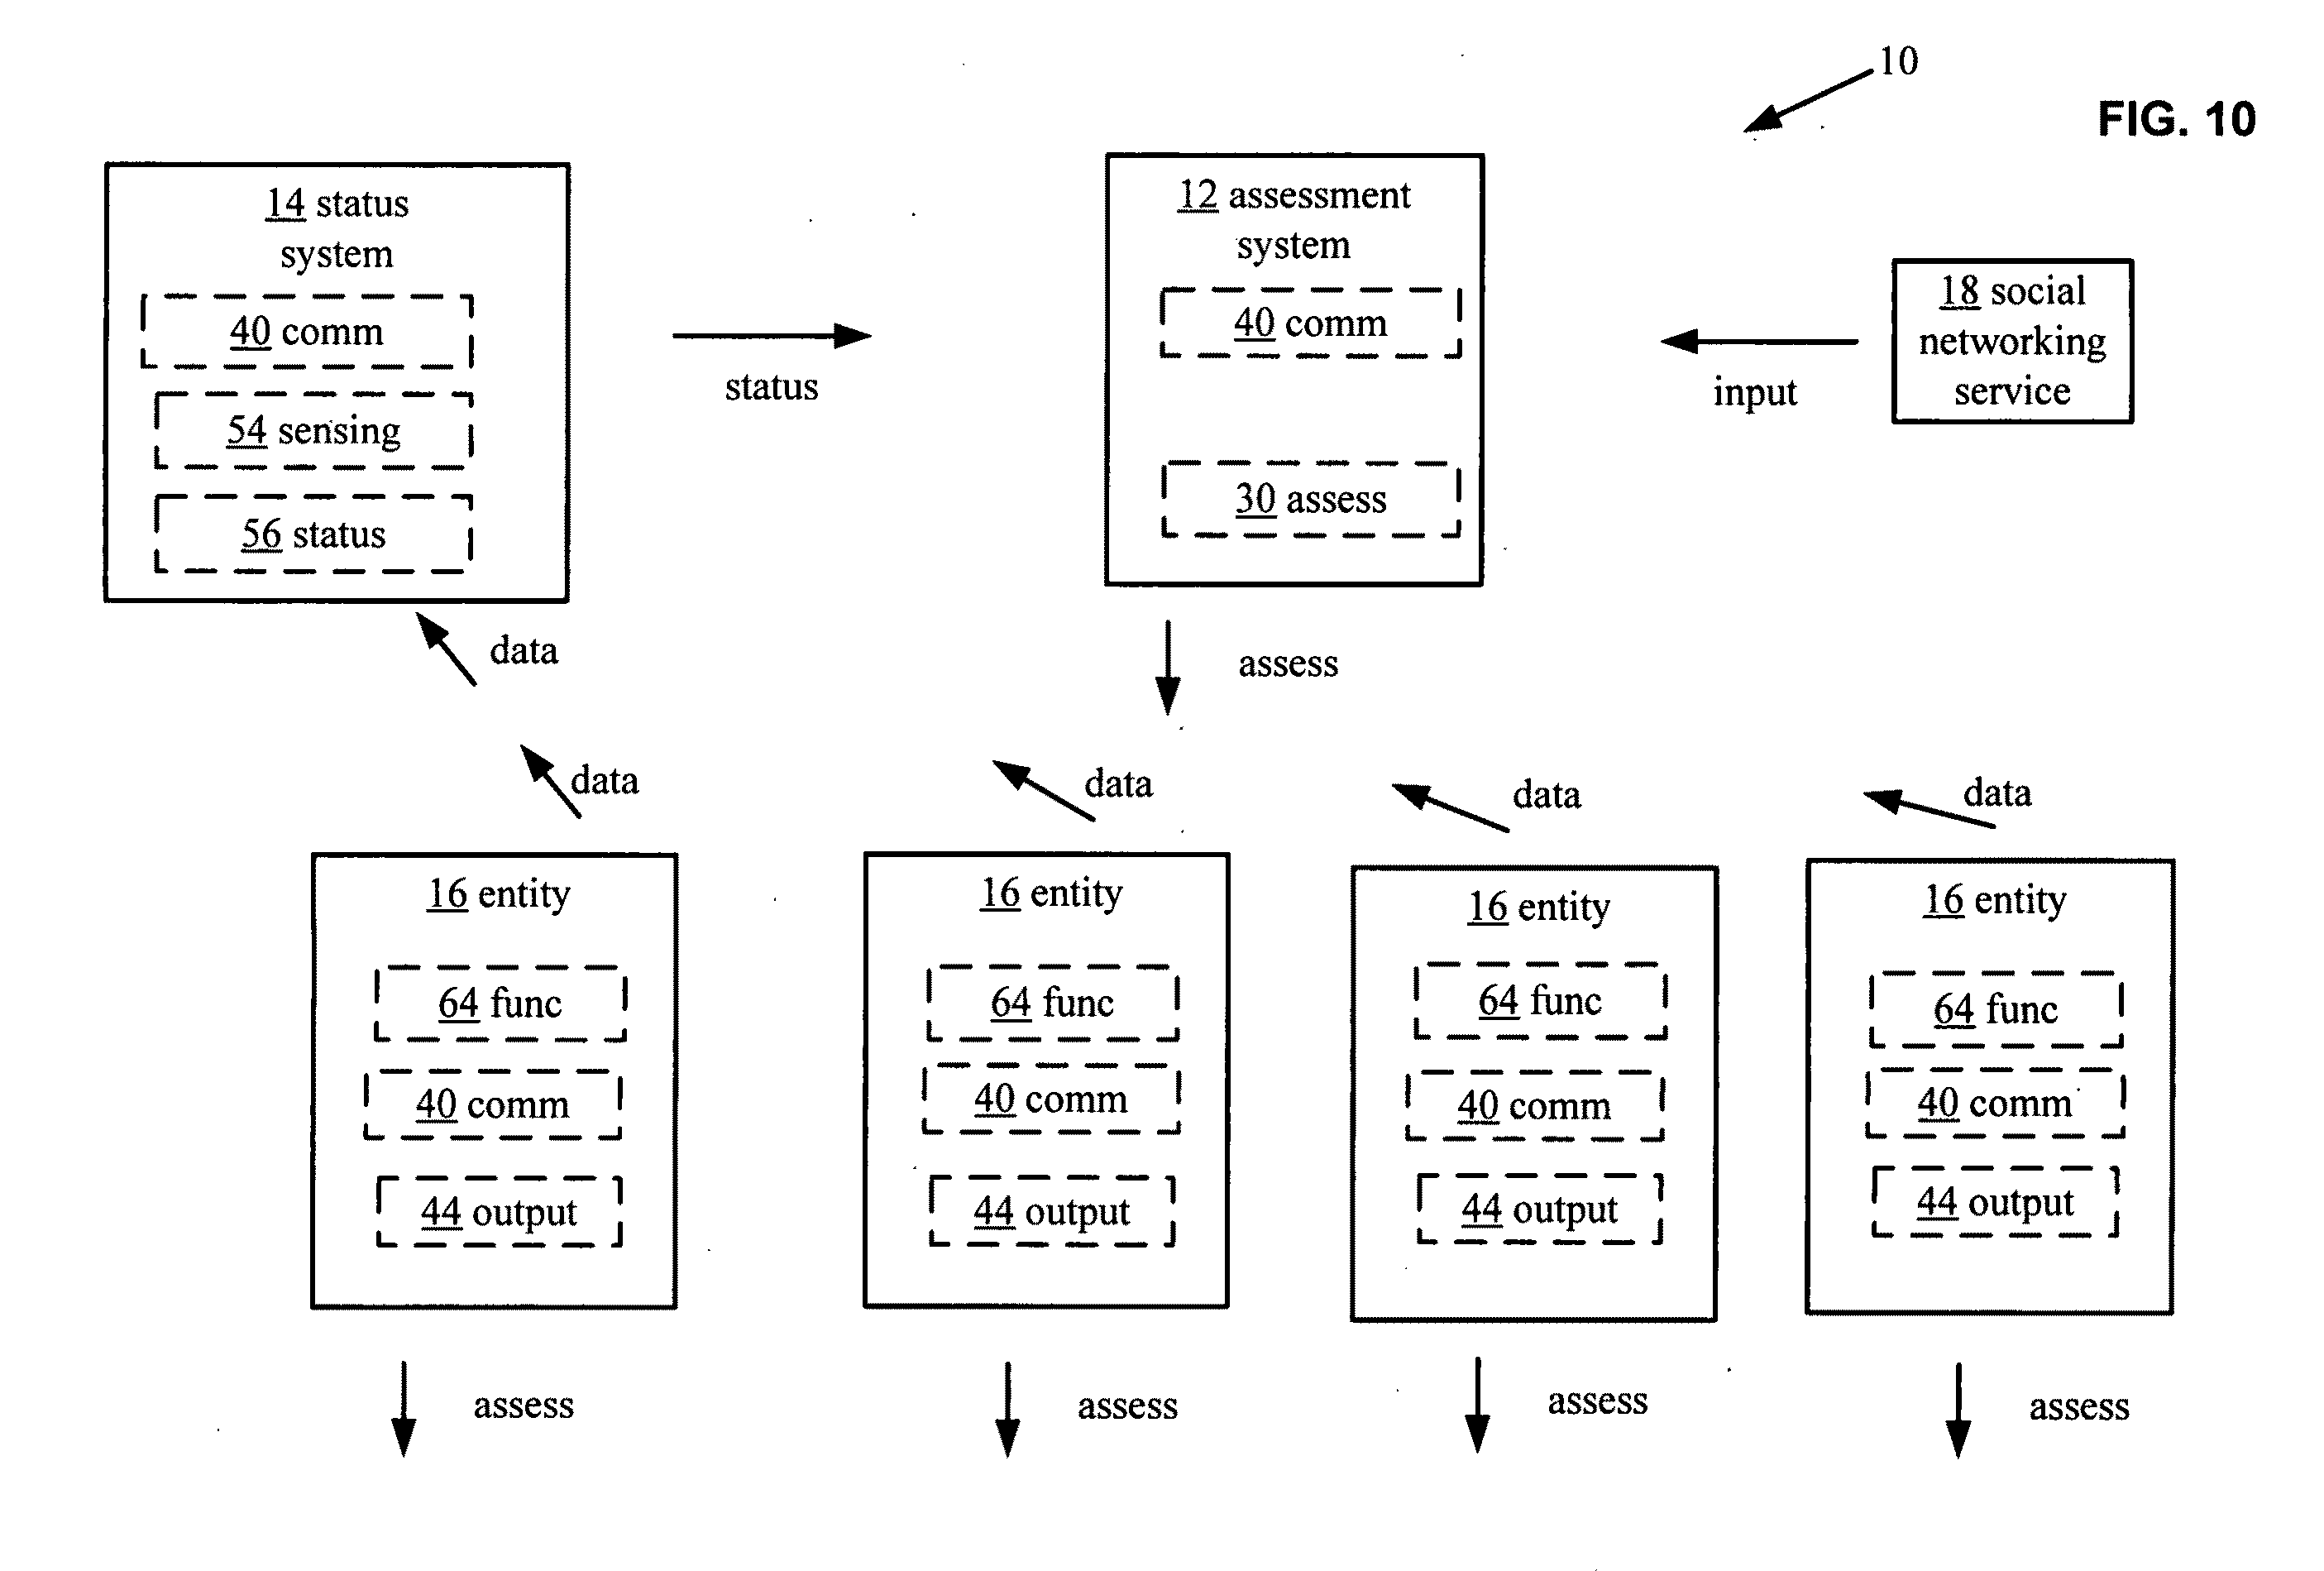 10
FIG. 10
14 status
system
40 comm
54 sensing
56 status
status
12 assessment
system
40 comm
30 assess
input
18 social
networking
service
data
assess
data
data
data
data
16 entity
64 func
40 comm
44 output
16 entity
64 func
40 comm
44 output
16 entity
64 func
40 comm
44 output
16 entity
64 func
40 comm
44 output
assess
assess
assess
assess